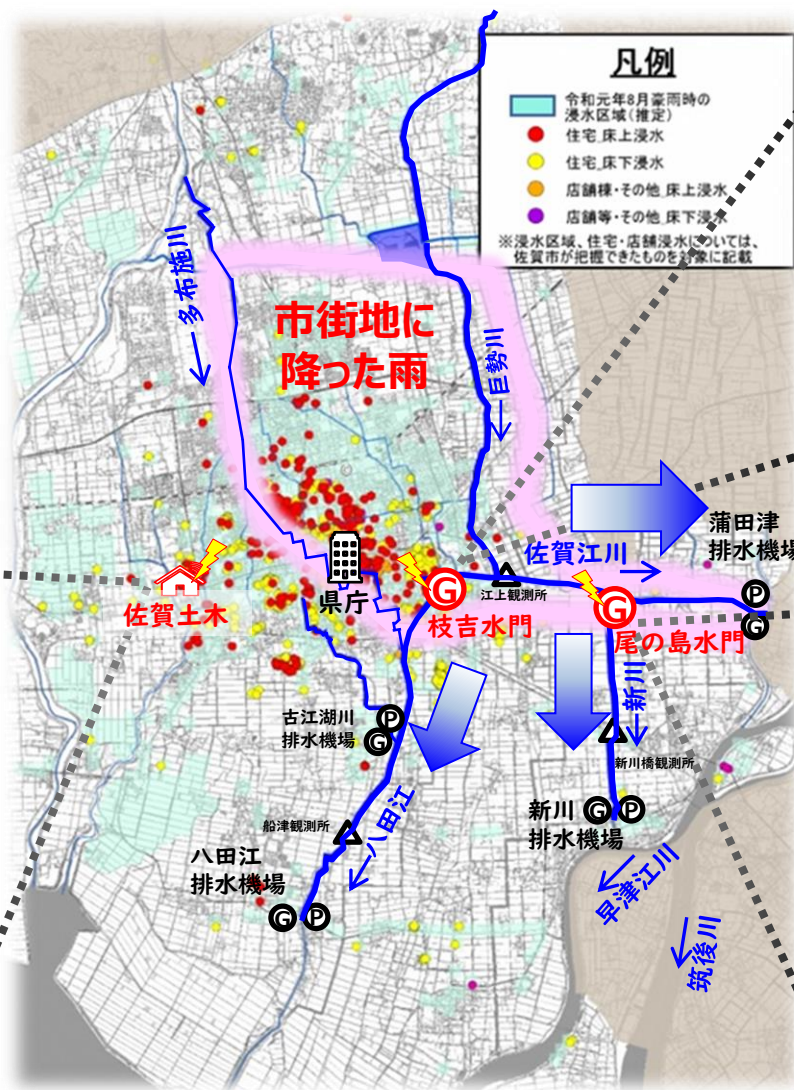 凡例
令和元年8月豪雨時の
浸水区域(推定)
住宅_床上浸水
住宅_床下浸水
店舗棟・その他_床上浸水
店舗等・その他_床下浸水
※浸水区域、住宅・店舗浸水については、
佐賀市が把握できたものを対象に記載
多布施川
市街地に
降った雨
巨勢川
蒲田津
排水機場
佐賀江川
P
G
江上観測所
G
枝吉水門
G
尾の島水門
県庁
佐賀土木
新川
古江湖川
排水機場
P
G
新川橋観測所
船津観測所
八田江
新川
排水機場
G P
八田江
排水機場
G P
早津江川
筑後川